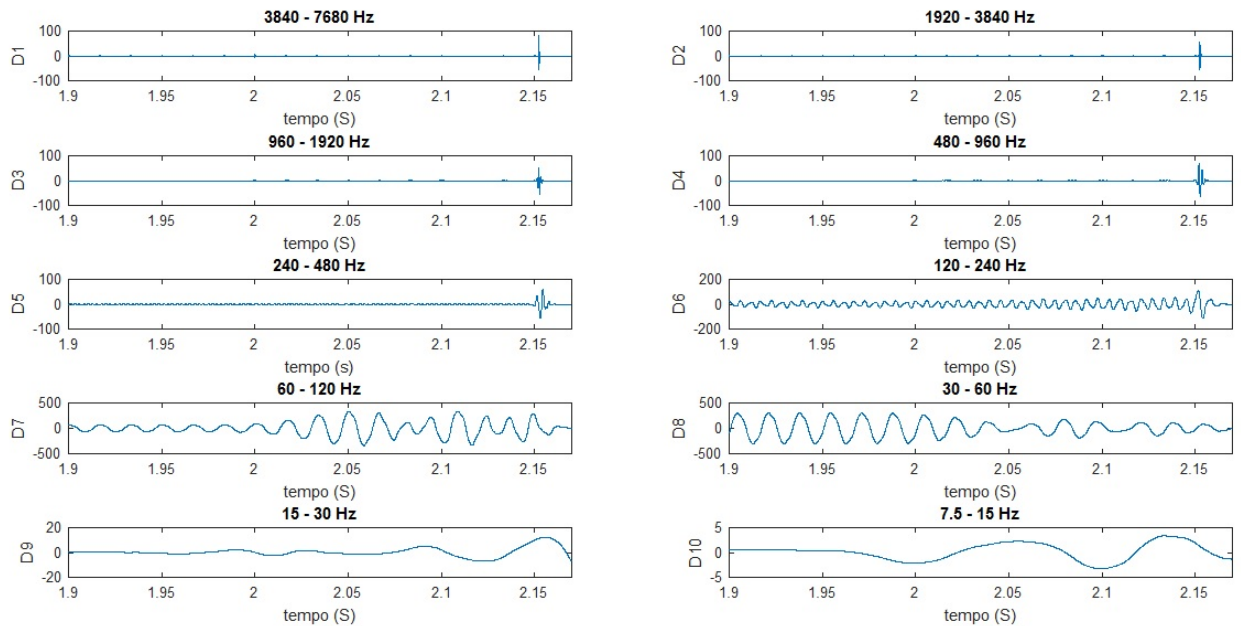 3840 - 7680 Hz
D1
100
0
-100
1.9 1.95 2 2.05 2.1 2.15
tempo (S)
1920 - 3840 Hz
D2
100
0
-100
1.9 1.95 2 2.05 2.1 2.15
tempo (S)
960 - 1920 Hz
D3
100
0
-100
1.9 1.95 2 2.05 2.1 2.15
tempo (S)
480 - 960 Hz
D4
100
0
-100
1.9 1.95 2 2.05 2.1 2.15
tempo (S)
240 - 480 Hz
D5
100
0
-100
1.9 1.95 2 2.05 2.1 2.15
tempo (s)
120 - 240 Hz
D6
200
0
-200
1.9 1.95 2 2.05 2.1 2.15
tempo (S)
60 - 120 Hz
D7
500
0
-500
1.9 1.95 2 2.05 2.1 2.15
tempo (S)
30 - 60 Hz
D8
500
0
-500
1.9 1.95 2 2.05 2.1 2.15
tempo (S)
15 - 30 Hz
D9
20
0
-20
1.9 1.95 2 2.05 2.1 2.15
tempo (S)
7.5 - 15 Hz
D10
5
0
-5
1.9 1.95 2 2.05 2.1 2.15
tempo (S)